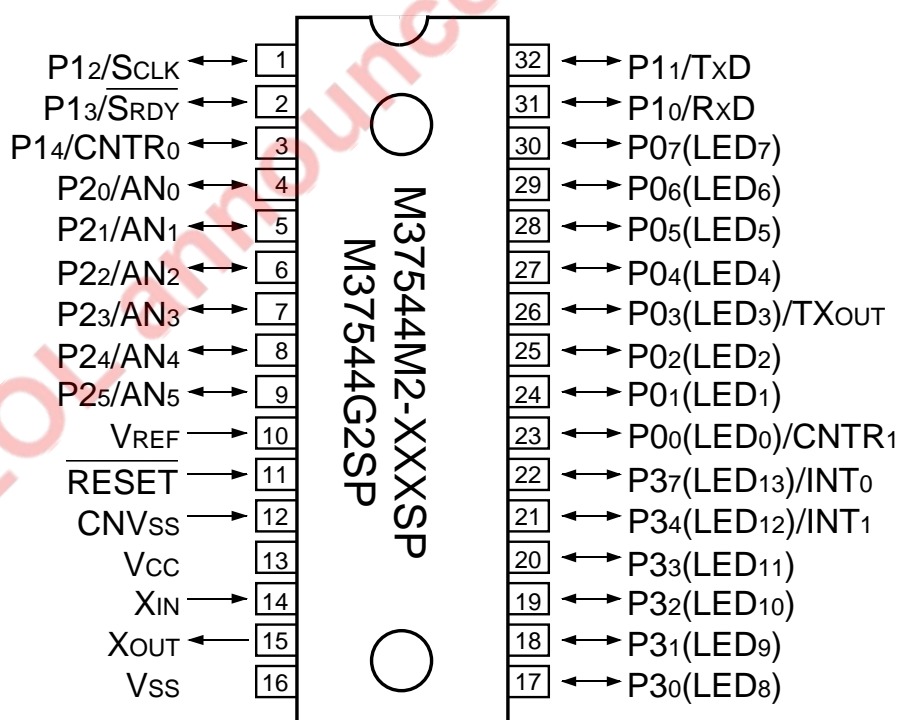 P12/SCLK 1
P13/SRDY 2
P14/CNTR0 3
P20/AN0 4
P21/AN1 5
P22/AN2 6
P23/AN3 7
P24/AN4 8
P25/AN5 9
VREF 10
RESET 11
CNVSS 12
VCC 13
XIN 14
XOUT 15
VSS 16
M37544M2-XXXSP
M37544G2SP
32 P11/TXD
31 P10/RXD
30 P07(LED7)
29 P06(LED6)
28 P05(LED5)
27 P04(LED4)
26 P03(LED3)/TXOUT
25 P02(LED2)
24 P01(LED1)
23 P00(LED0)/CNTR1
22 P37(LED13)/INT0
21 P34(LED12)/INT1
20 P33(LED11)
19 P32(LED10)
18 P31(LED9)
17 P30(LED8)
EOL announc